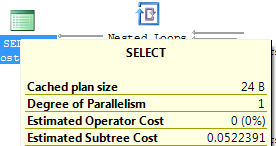 Nested Loops
SELECT
Cached plan size 24 B
Degree of Parallelism 1
Estimated Operator Cost 0 (0%)
Estimated Subtree Cost 0.0522391